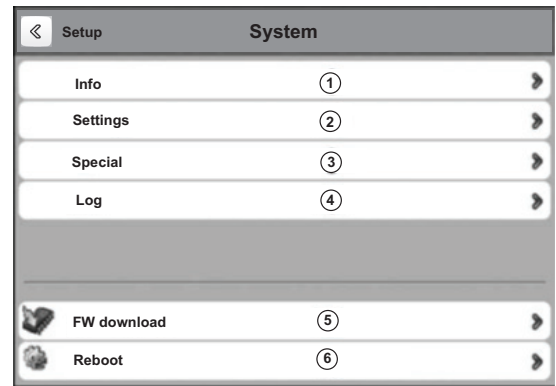 Setup System
Info ①
Settings ②
Special ③
Log ④
FW download ⑤
Reboot ⑥